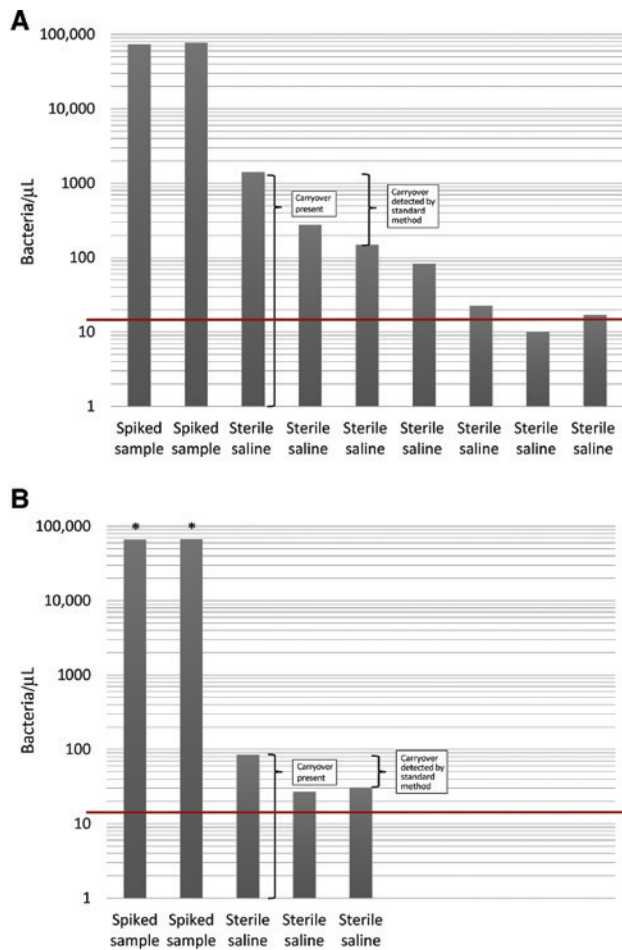 A
100,000
10,000
1000
100
10
1
Bacteria/µL
Carryover
present
Carryover
detected by
standard
method
Spiked Spiked Sterile Sterile Sterile Sterile Sterile Sterile Sterile
sample sample saline saline saline saline saline saline saline
B
100,000
10,000
1000
100
10
1
Bacteria/µL
* *
Carryover
present
Carryover
detected by
standard
method
Spiked Spiked Sterile Sterile Sterile
sample sample saline saline saline